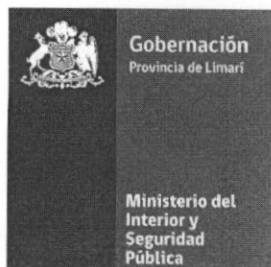 Gobernación
Provincia de Limarí
Ministerio del
Interior y
Seguridad
Pública